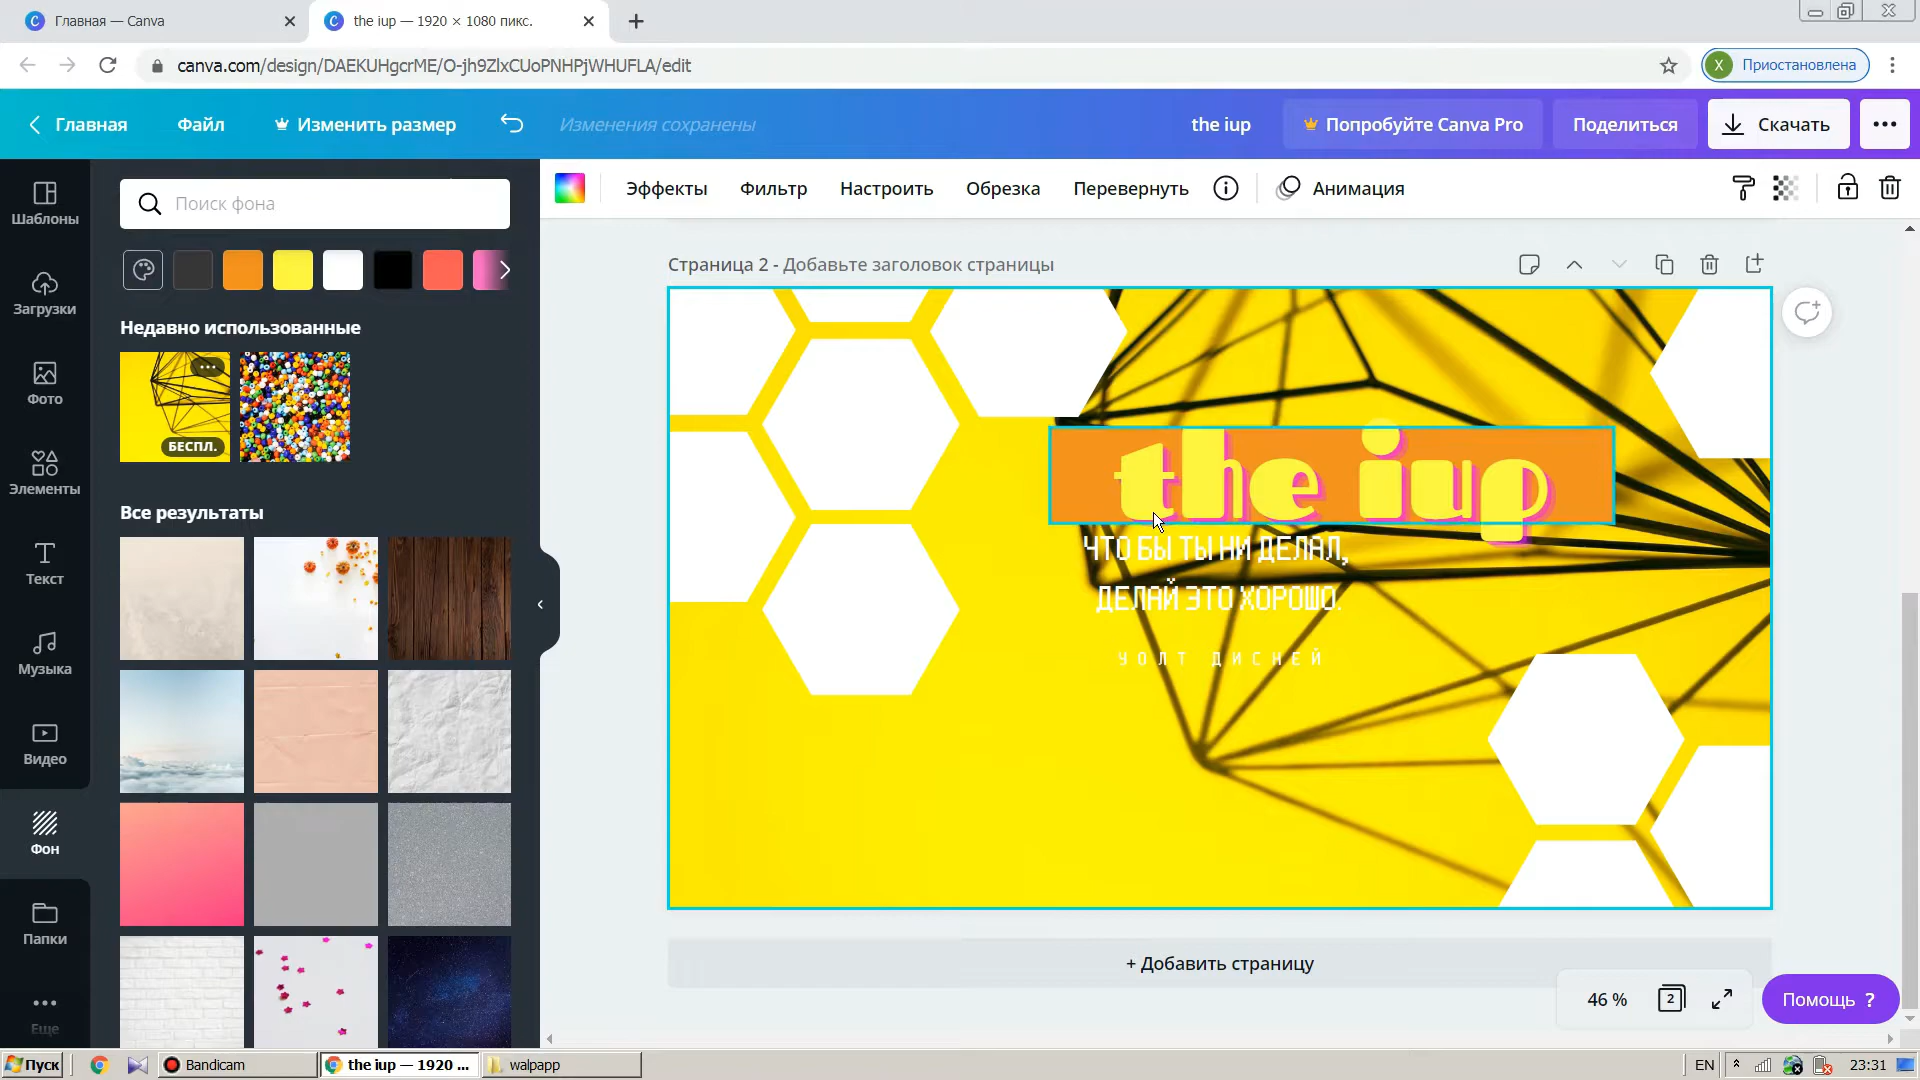 Главная — Canva
the iup — 1920 × 1080 пикс.
canva.com/design/DAEKUHgcrME/O-jh9ZlxCUoPNHPjWHUFLA/edit
X
Приостановлена
Главная
Файл
Изменить размер
Изменения сохранены
the iup
Попробуйте Canva Pro
Поделиться
Скачать
Шаблоны
Загрузки
Фото
Элементы
Текст
Музыка
Видео
Фон
Папки
Еще
Поиск фона
Недавно использованные
БЕСПЛ.
Все результаты
Эффекты
Фильтр
Настроить
Обрезка
Перевернуть
Анимация
Страница 2 - Добавьте заголовок страницы
the iup
ЧТО БЫ ТЫ НИ ДЕЛАЛ,
ДЕЛАЙ ЭТО ХОРОШО.
УОЛТ ДИСНЕЙ
+ Добавить страницу
46 %
2
Помощь ?
Пуск
Bandicam
the iup — 1920 ...
walpapp
EN
23:31